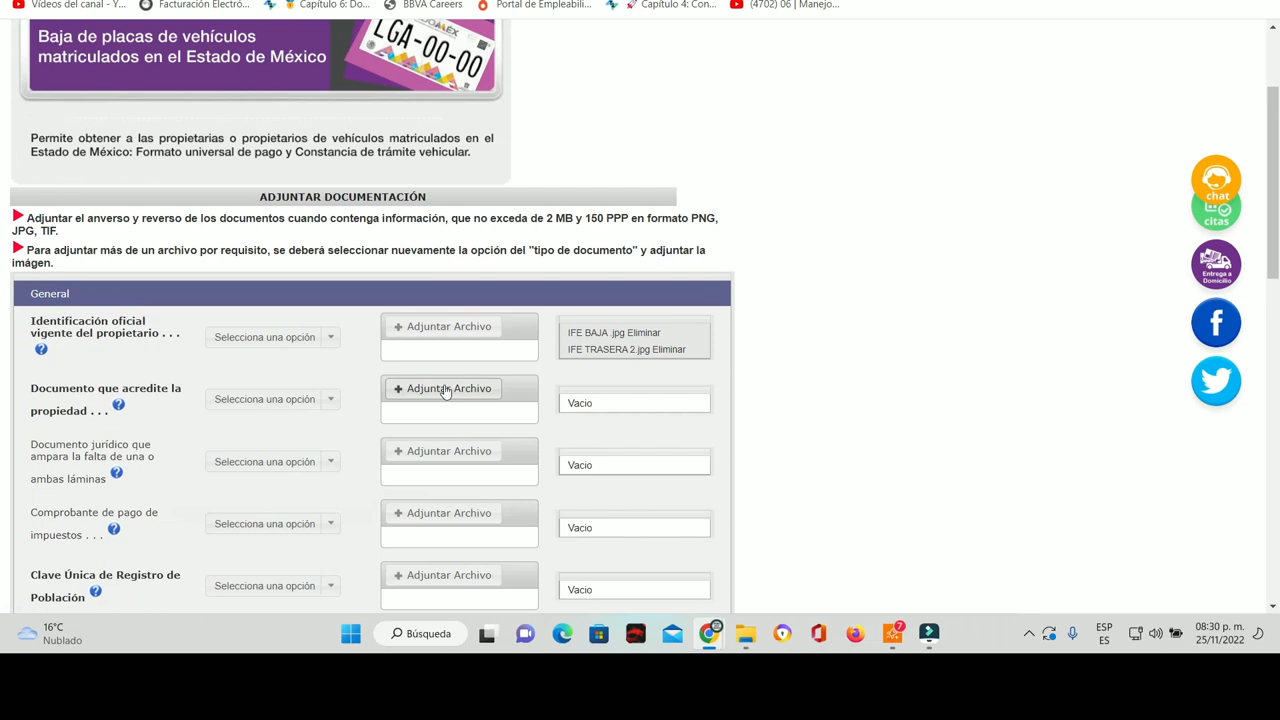 Vídeos del canal - Y...
Facturación Electró...
Capítulo 6: Do...
BBVA Careers
Portal de Empleabili...
Capítulo 4: Con...
(4702) 06 | Manejo...
Baja de placas de vehículos
matriculados en el Estado de México
LGA-00-00
Permite obtener a las propietarias o propietarios de vehículos matriculados en el
Estado de México: Formato universal de pago y Constancia de trámite vehicular.
ADJUNTAR DOCUMENTACIÓN
Adjuntar el anverso y reverso de los documentos cuando contenga información, que no exceda de 2 MB y 150 PPP en formato PNG,
JPG, TIF.
Para adjuntar más de un archivo por requisito, se deberá seleccionar nuevamente la opción del "tipo de documento" y adjuntar la
imágen.
General
Identificación oficial
vigente del propietario . . .
?
Selecciona una opción
+ Adjuntar Archivo
IFE BAJA .jpg Eliminar
IFE TRASERA 2.jpg Eliminar
Documento que acredite la
propiedad . . . ?
Selecciona una opción
+ Adjuntar Archivo
Vacio
Documento jurídico que
ampara la falta de una o
ambas láminas ?
Selecciona una opción
+ Adjuntar Archivo
Vacio
Comprobante de pago de
impuestos . . . ?
Selecciona una opción
+ Adjuntar Archivo
Vacio
Clave Única de Registro de
Población ?
Selecciona una opción
+ Adjuntar Archivo
Vacio
chat
citas
Entrega a
Domicilio
16°C
Nublado
Búsqueda
7
ESP
ES
08:30 p. m.
25/11/2022